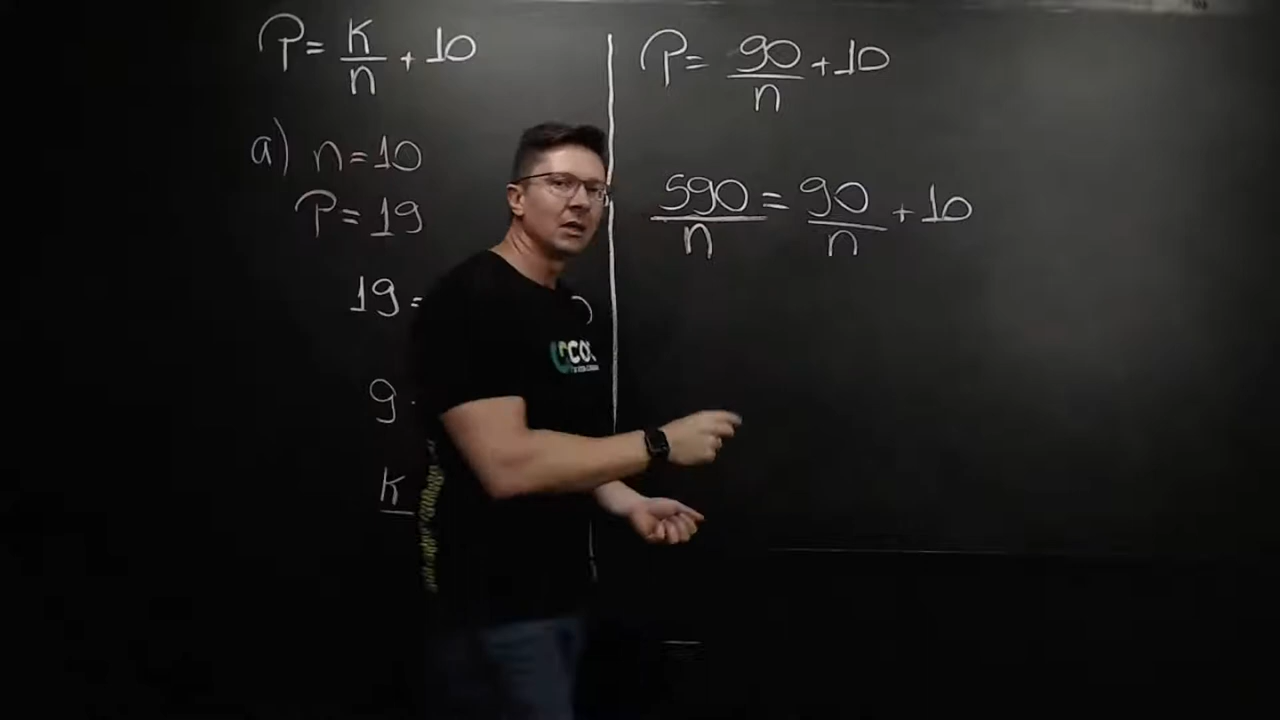 P = k/n + 10
a) n = 10
P = 19
19 =
9
k
P = 90/n + 10
590/n = 90/n + 10